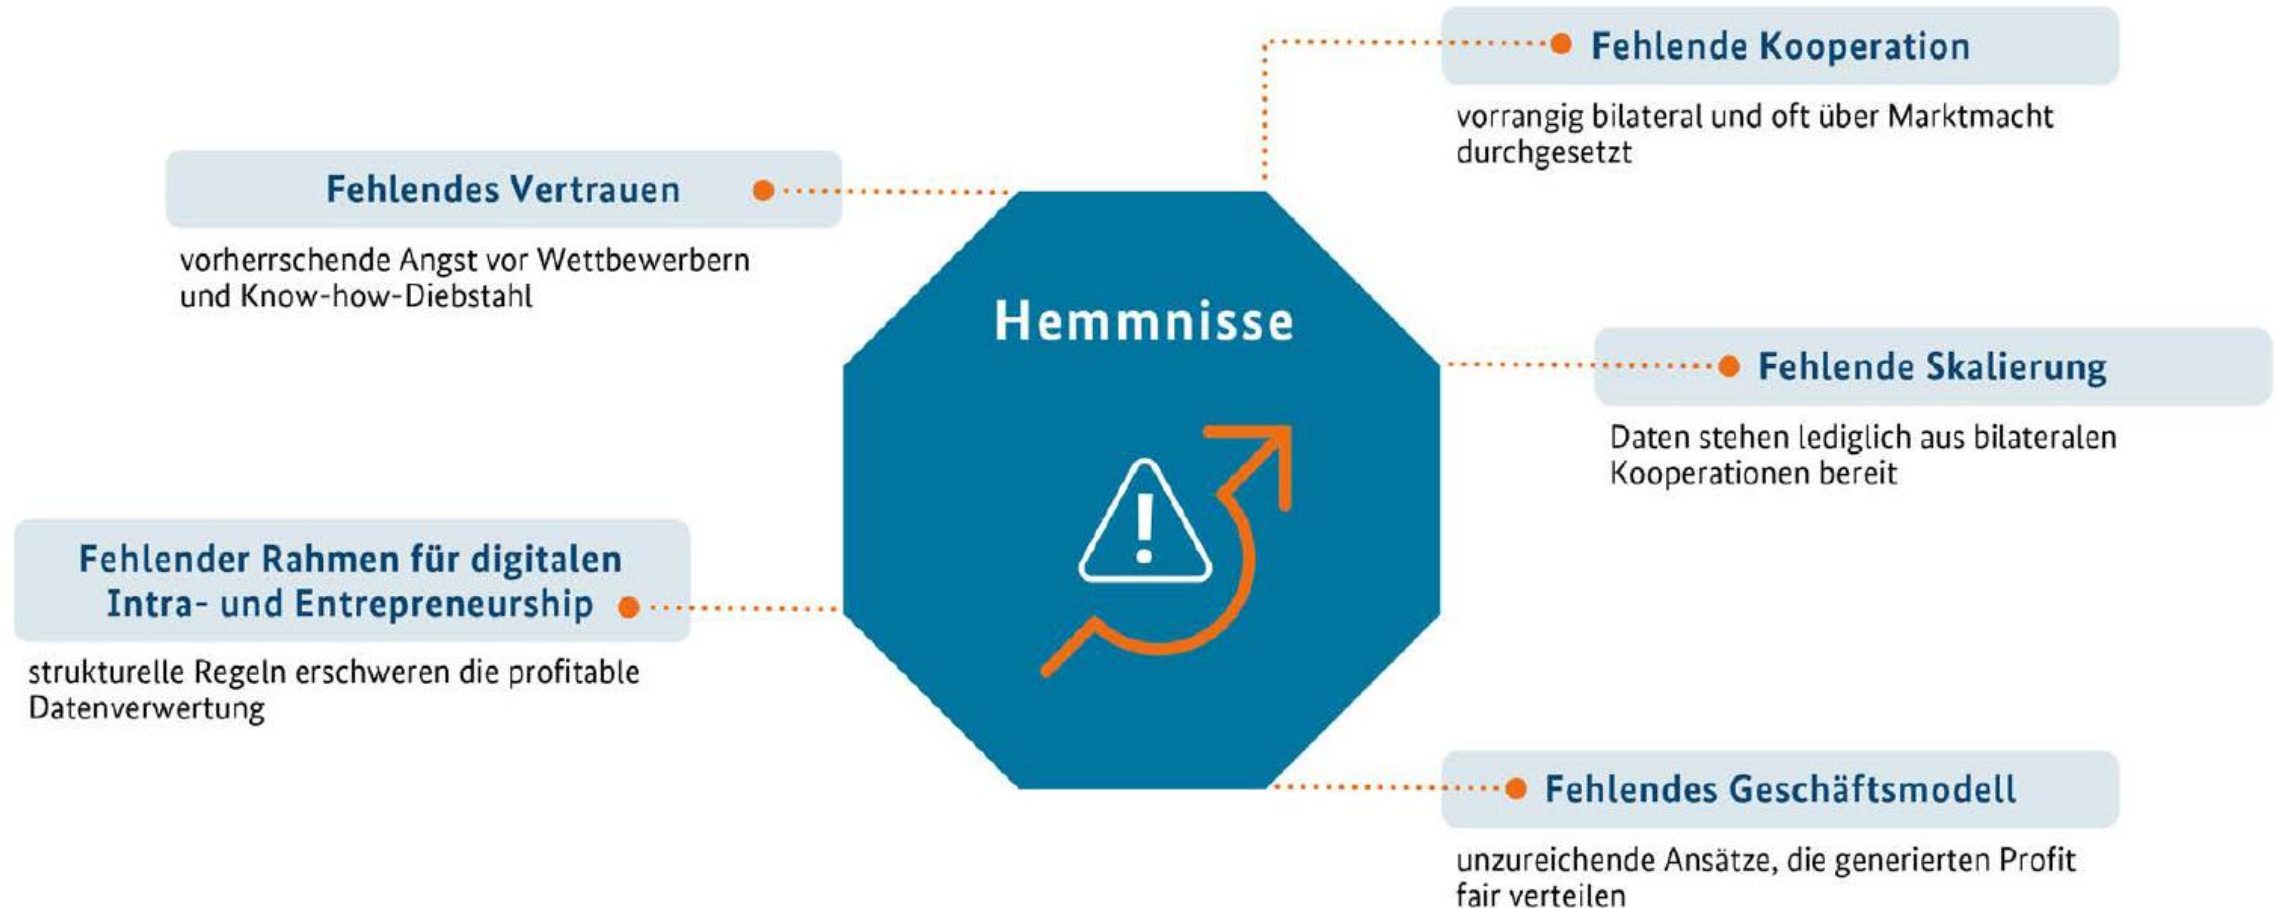 Fehlende Kooperation
vorrangig bilateral und oft über Marktmacht
durchgesetzt
Fehlendes Vertrauen
vorherrschende Angst vor Wettbewerbern
und Know-how-Diebstahl
Hemmnisse
!
Fehlende Skalierung
Daten stehen lediglich aus bilateralen
Kooperationen bereit
Fehlender Rahmen für digitalen
Intra- und Entrepreneurship
strukturelle Regeln erschweren die profitable
Datenverwertung
Fehlendes Geschäftsmodell
unzureichende Ansätze, die generierten Profit
fair verteilen